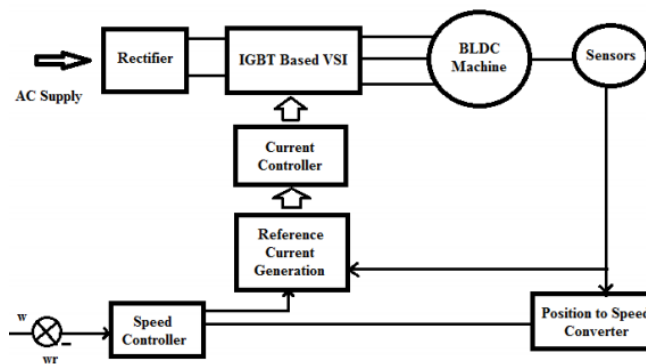 Rectifier
IGBT Based VSI
BLDC
Machine
Sensors
AC Supply
Current
Controller
Reference
Current
Generation
w
wr
Speed
Controller
Position to Speed
Converter